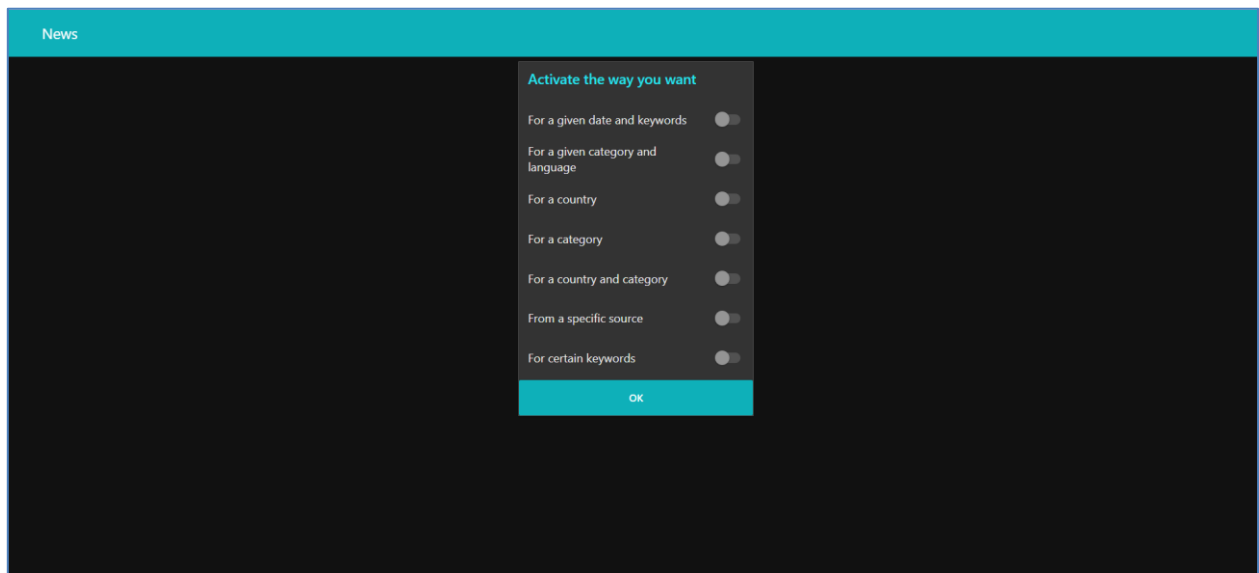 News
Activate the way you want
For a given date and keywords
For a given category and
language
For a country
For a category
For a country and category
From a specific source
For certain keywords
OK